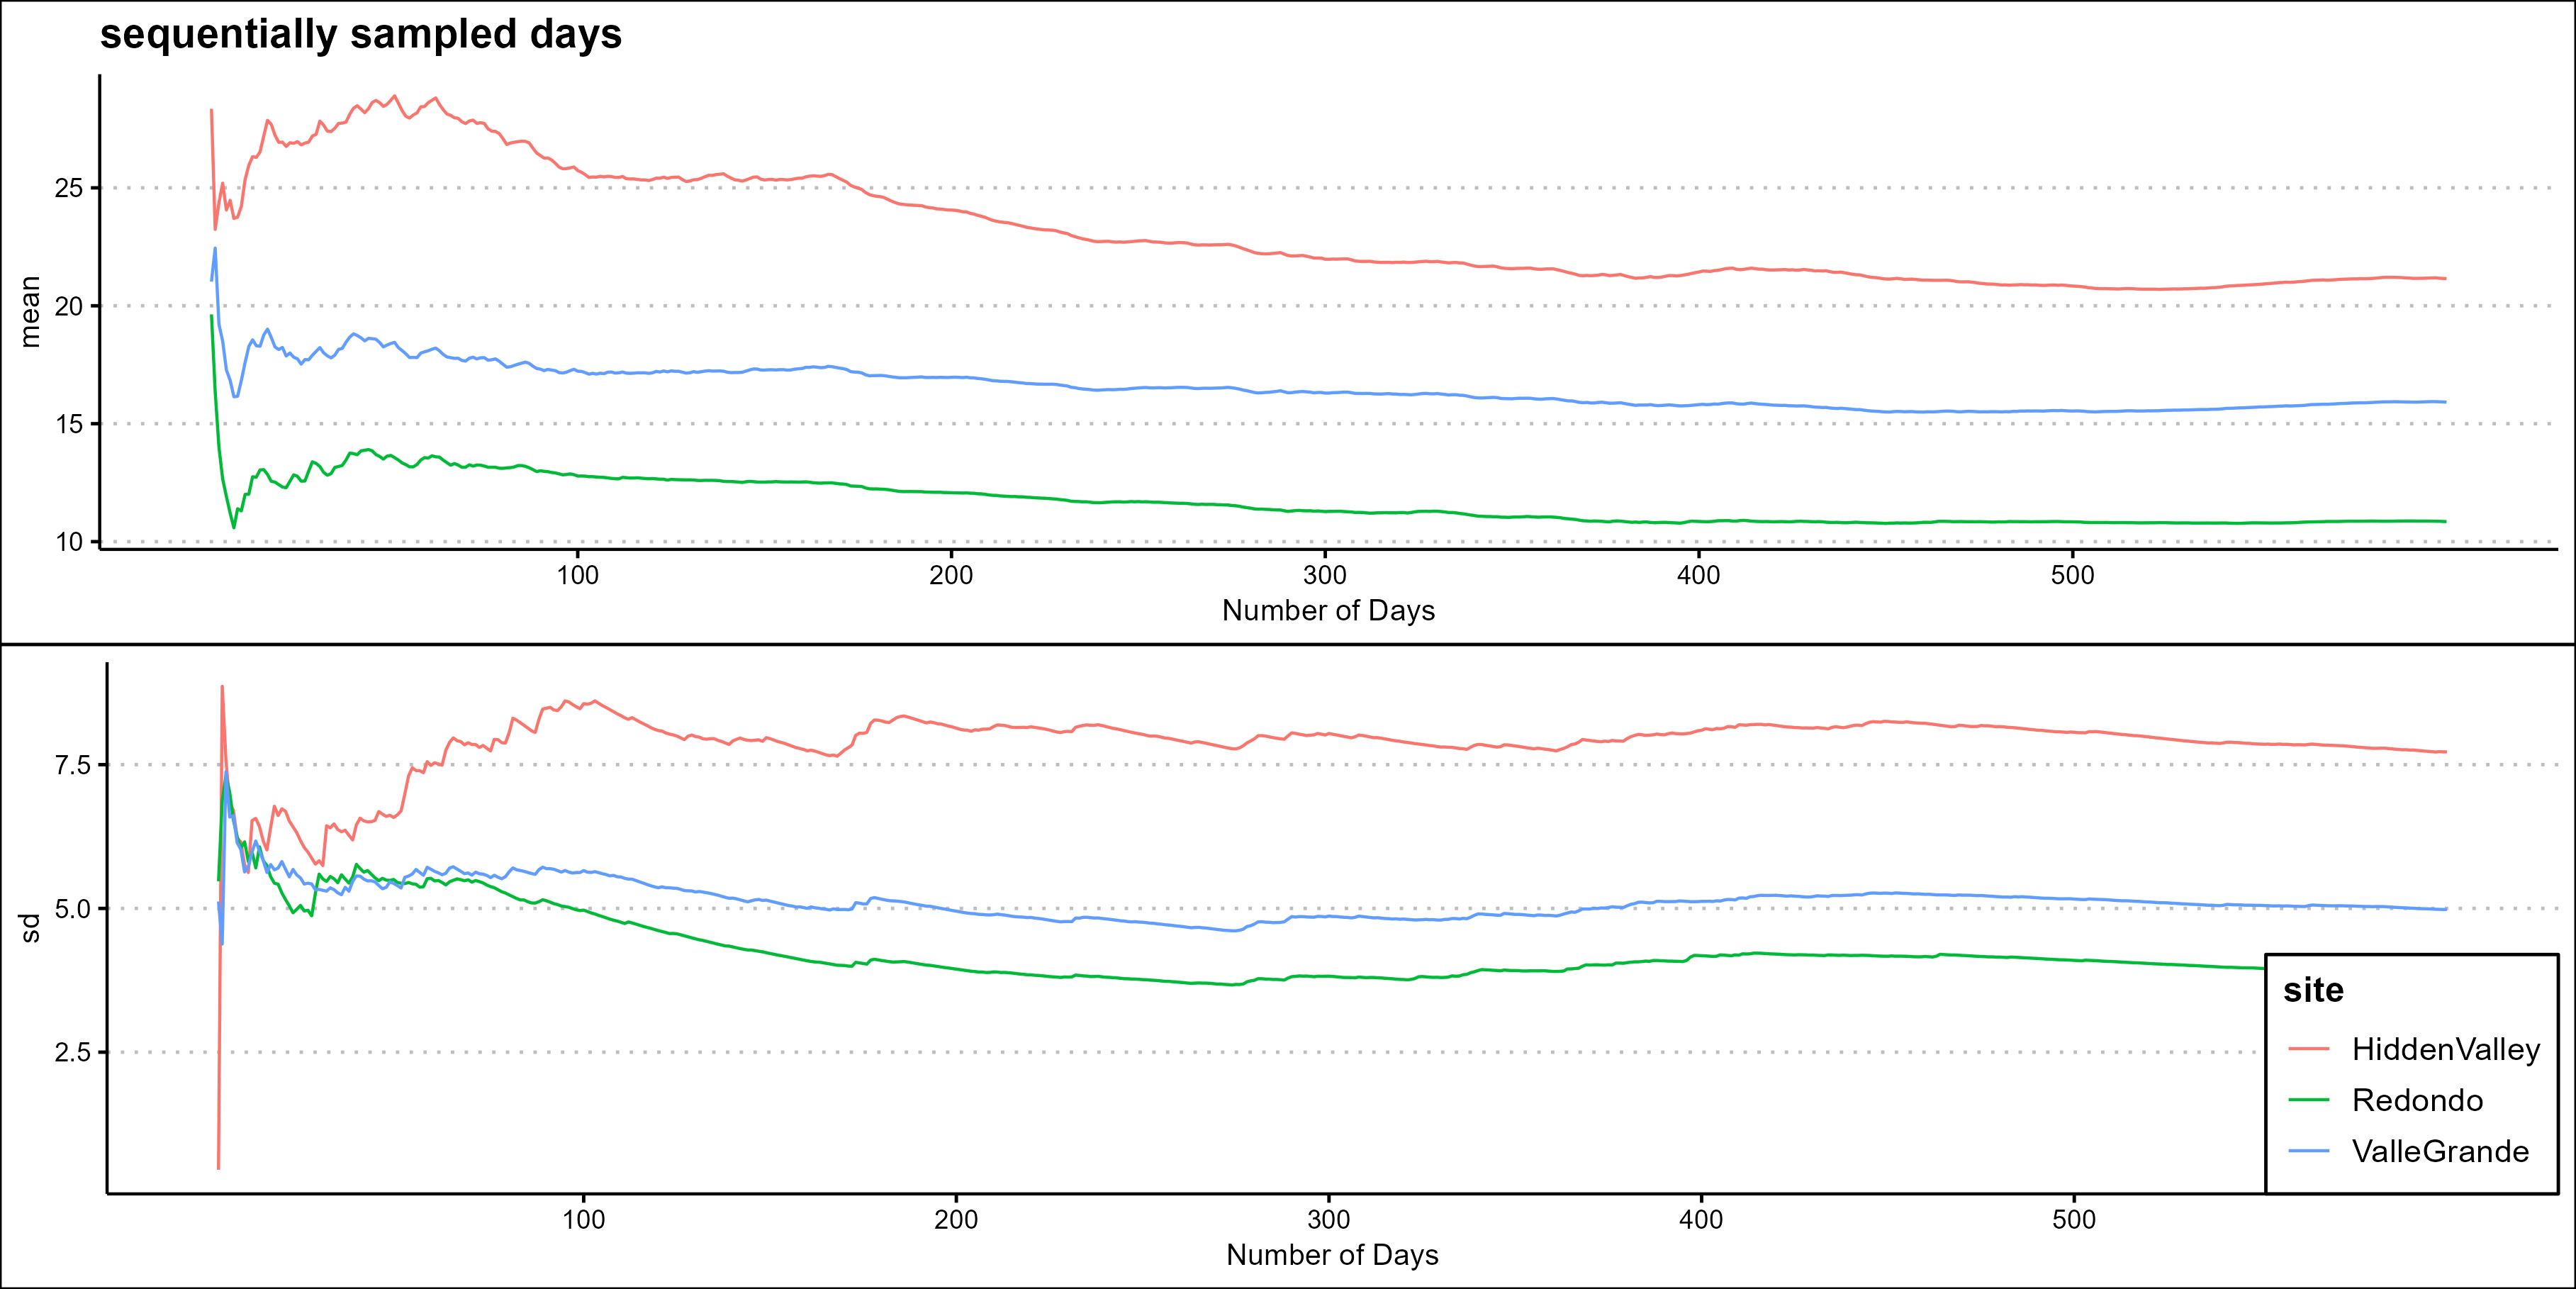 sequentially sampled days
mean
25
20
15
10
100 200 300 400 500
Number of Days
sd
7.5
5.0
2.5
site
HiddenValley
Redondo
ValleGrande
100 200 300 400 500
Number of Days